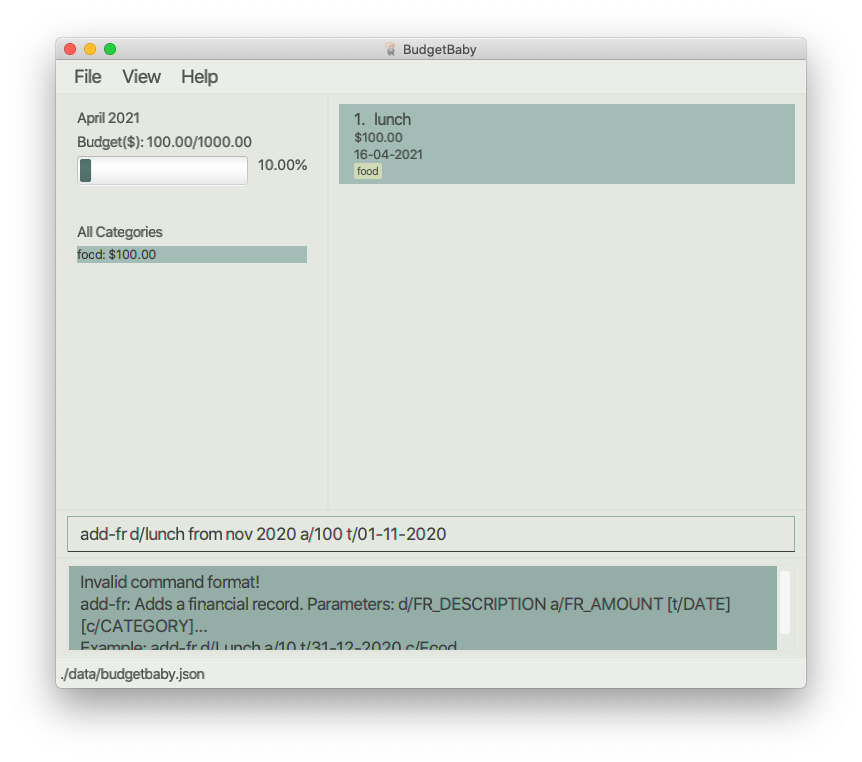 BudgetBaby
File View Help
April 2021
Budget($): 100.00/1000.00
10.00%
All Categories
food: $100.00
1. lunch
$100.00
16-04-2021
food
add-fr d/lunch from nov 2020 a/100 t/01-11-2020
Invalid command format!
add-fr: Adds a financial record. Parameters: d/FR_DESCRIPTION a/FR_AMOUNT [t/DATE]
[c/CATEGORY]...
Example: add-fr d/Lunch a/10 t/31-12-2020 c/Food
./data/budgetbaby.json